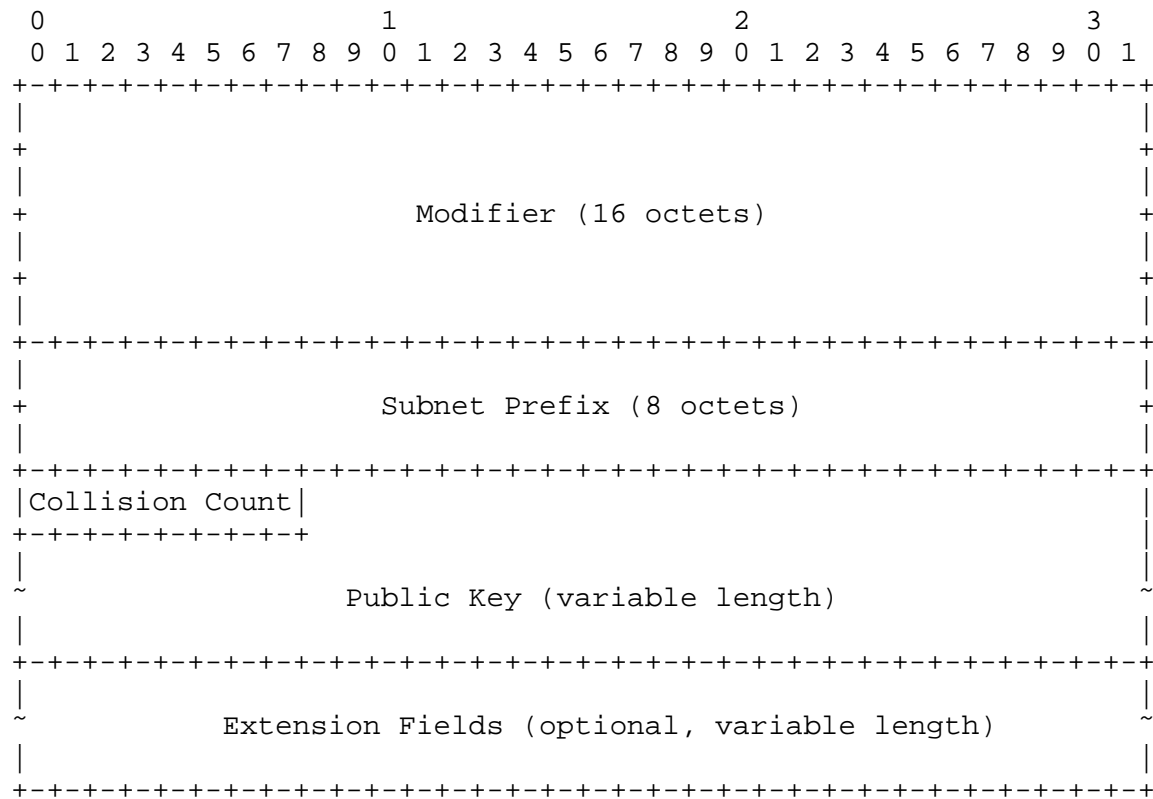 0                   1                   2                   3
 0 1 2 3 4 5 6 7 8 9 0 1 2 3 4 5 6 7 8 9 0 1 2 3 4 5 6 7 8 9 0 1
+-+-+-+-+-+-+-+-+-+-+-+-+-+-+-+-+-+-+-+-+-+-+-+-+-+-+-+-+-+-+-+-+
|                                                               |
+                                                               +
|                                                               |
+                      Modifier (16 octets)                     +
|                                                               |
+                                                               +
|                                                               |
+-+-+-+-+-+-+-+-+-+-+-+-+-+-+-+-+-+-+-+-+-+-+-+-+-+-+-+-+-+-+-+-+
|                                                               |
+                    Subnet Prefix (8 octets)                   +
|                                                               |
+-+-+-+-+-+-+-+-+-+-+-+-+-+-+-+-+-+-+-+-+-+-+-+-+-+-+-+-+-+-+-+-+
|Collision Count|                                               |
+-+-+-+-+-+-+-+-+                                               |
|                                                               |
~                  Public Key (variable length)                 ~
|                                                               |
+-+-+-+-+-+-+-+-+-+-+-+-+-+-+-+-+-+-+-+-+-+-+-+-+-+-+-+-+-+-+-+-+
|                                                               |
~           Extension Fields (optional, variable length)        ~
|                                                               |
+-+-+-+-+-+-+-+-+-+-+-+-+-+-+-+-+-+-+-+-+-+-+-+-+-+-+-+-+-+-+-+-+